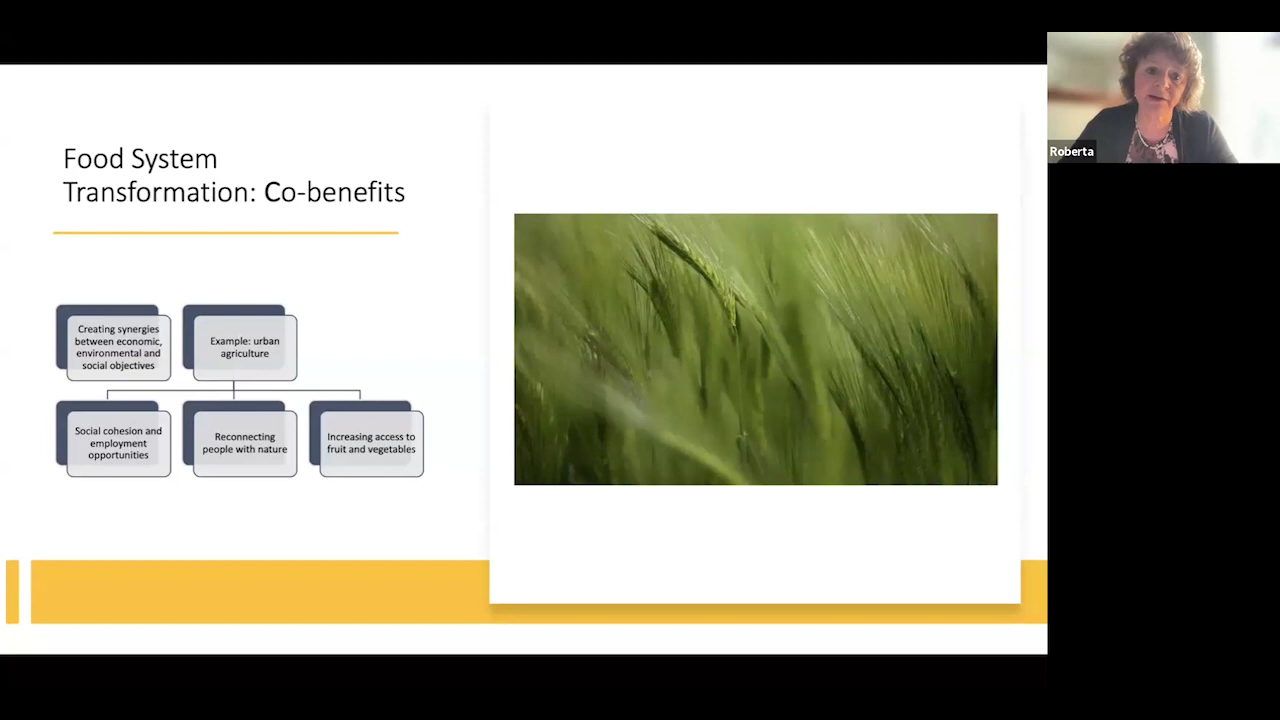 Food System
Transformation: Co-benefits
Creating synergies
between economic,
environmental and
social objectives
Example: urban
agriculture
Social cohesion and
employment
opportunities
Reconnecting
people with nature
Increasing access to
fruit and vegetables
Roberta